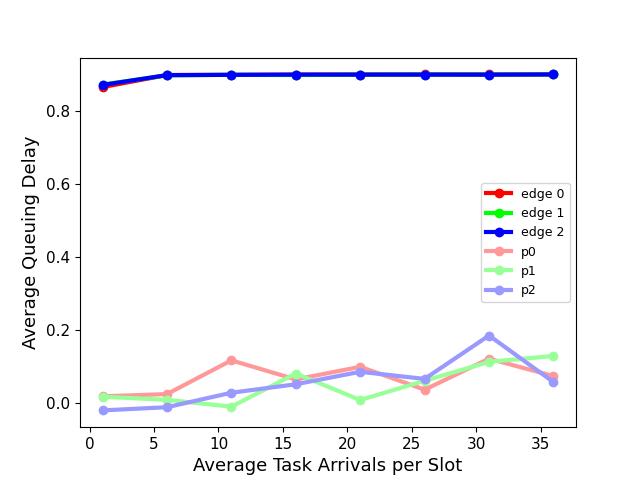 0.8
0.6
0.4
0.2
0.0
0 5 10 15 20 25 30 35
Average Queuing Delay
Average Task Arrivals per Slot
edge 0
edge 1
edge 2
p0
p1
p2